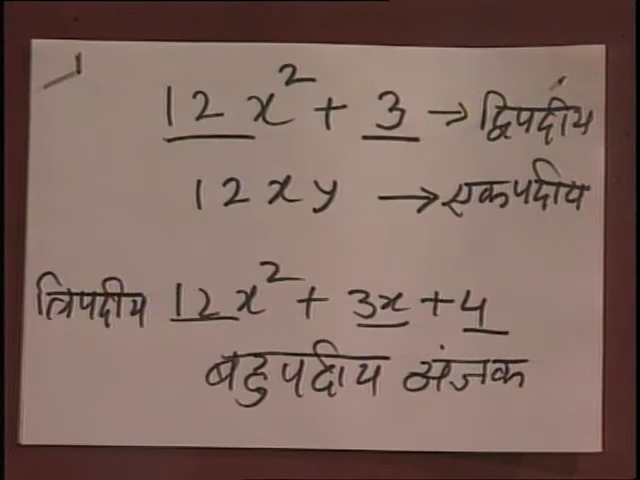 12x² + 3 → द्विपदीय
12xy → एकपदीय
त्रिपदीय 12x² + 3x + 4
बहुपदीय व्यंजक